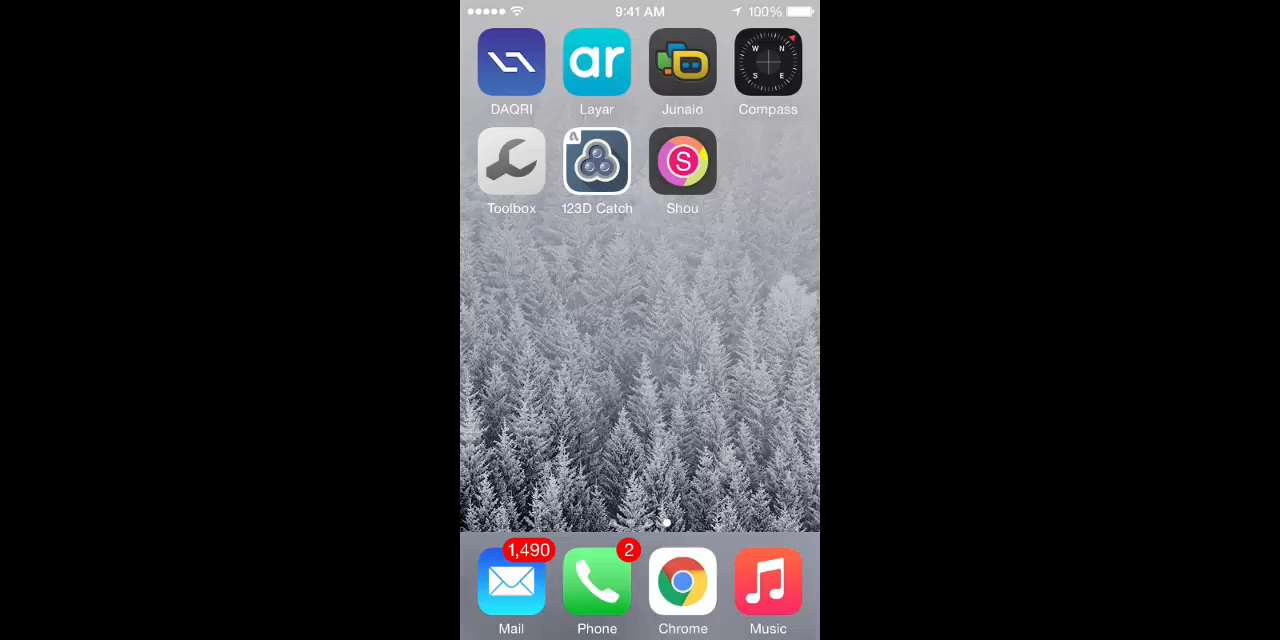 9:41 AM 100%
ar
W N
S E
DAQRI Layar Junaio Compass
A
S
Toolbox 123D Catch Shou
1,490 2
Mail Phone Chrome Music